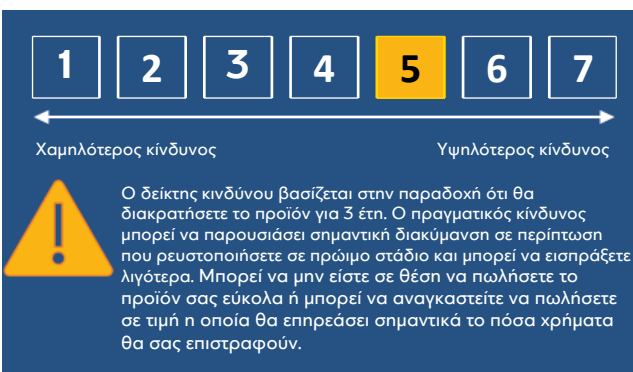 1 2 3 4 5 6 7
Χαμηλότερος κίνδυνος Υψηλότερος κίνδυνος
Ο δείκτης κινδύνου βασίζεται στην παραδοχή ότι θα
διακρατήσετε το προϊόν για 3 έτη. Ο πραγματικός κίνδυνος
μπορεί να παρουσιάσει σημαντική διακύμανση σε περίπτωση
που ρευστοποιήσετε σε πρώιμο στάδιο και μπορεί να εισπράξετε
λιγότερα. Μπορεί να μην είστε σε θέση να πωλήσετε το
προϊόν σας εύκολα ή μπορεί να αναγκαστείτε να πωλήσετε
σε τιμή η οποία θα επηρεάσει σημαντικά το πόσα χρήματα
θα σας επιστραφούν.